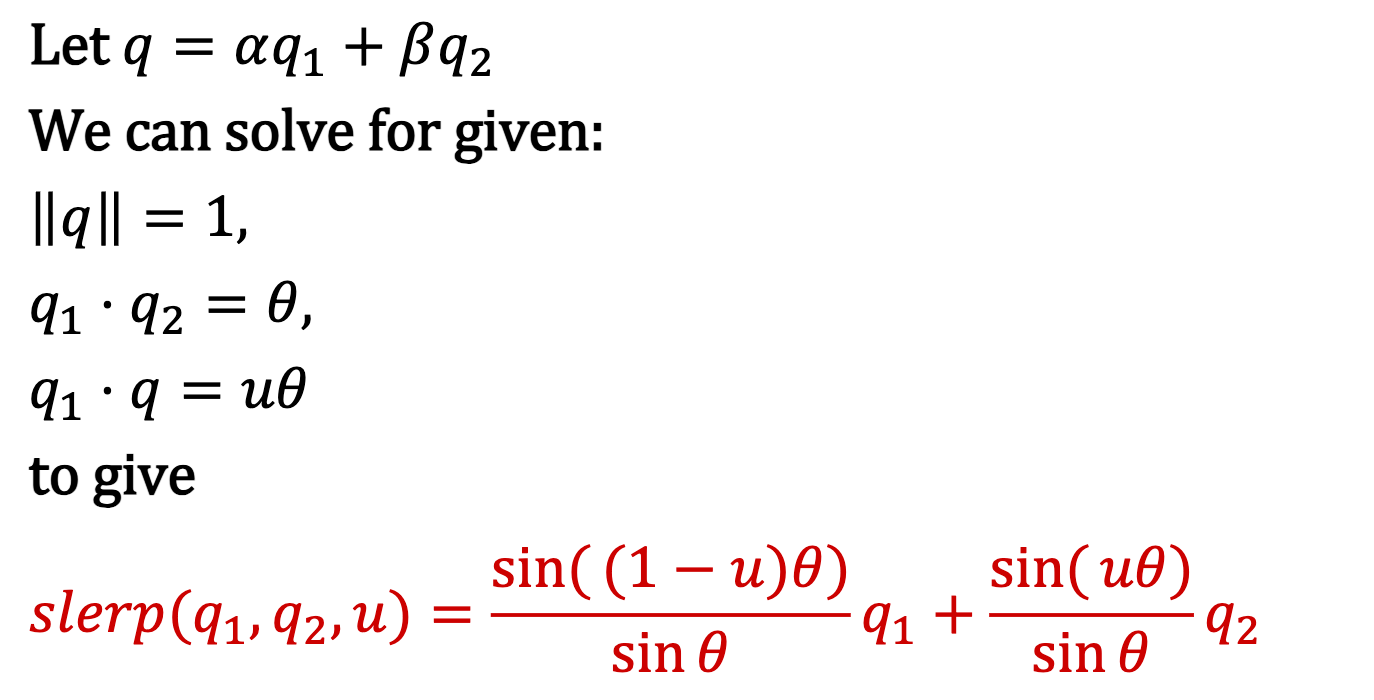 Let q = αq₁ + βq₂
We can solve for given:
‖q‖ = 1,
q₁ · q₂ = θ,
q₁ · q = uθ
to give
slerp(q₁, q₂, u) = sin( (1 − u)θ) / sin θ q₁ + sin( uθ) / sin θ q₂